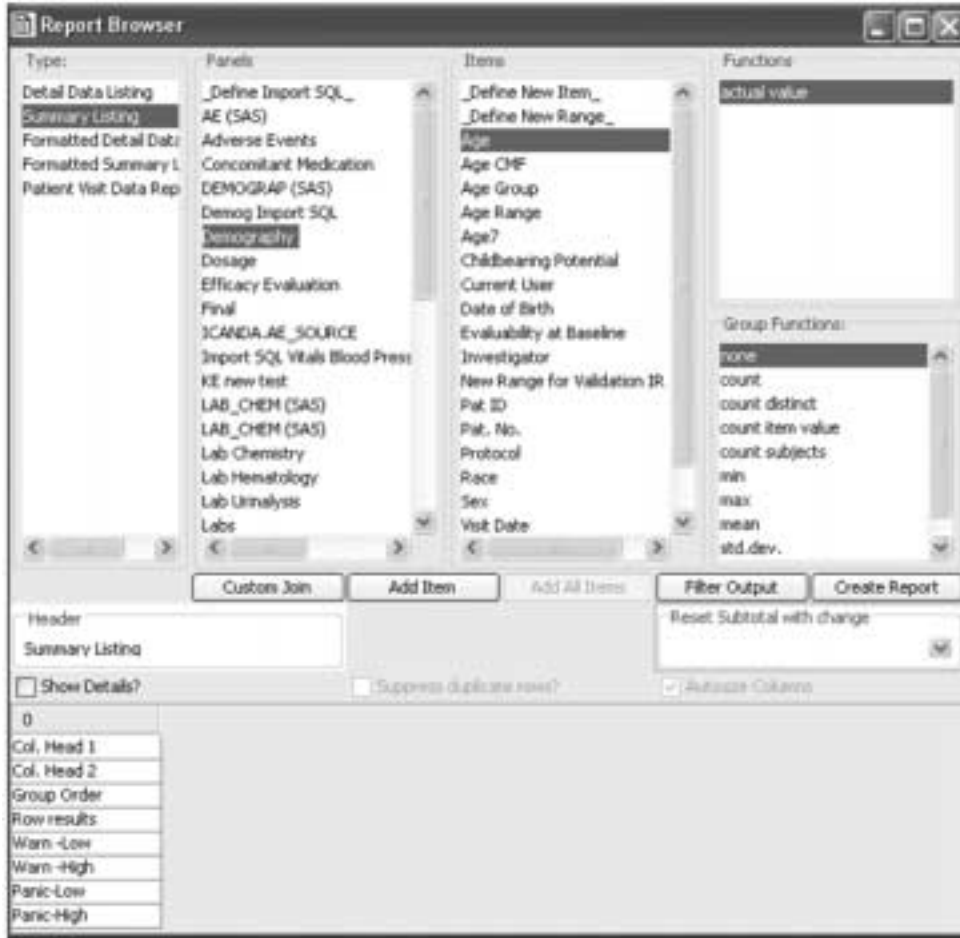 Report Browser
Type:
Detail Data Listing
Summary Listing
Formatted Detail Data
Formatted Summary L
Patient Visit Data Rep
Panels
_Define Import SQL_
AE (SAS)
Adverse Events
Concomitant Medication
DEMOGRAP (SAS)
Demog Import SQL
Demography
Dosage
Efficacy Evaluation
Final
ICANDA.AE_SOURCE
Import SQL Vitals Blood Press
KE new test
LAB_CHEM (SAS)
LAB_CHEM (SAS)
Lab Chemistry
Lab Hematology
Lab Urinalysis
Labs
Items
_Define New Item_
_Define New Range_
Age
Age CMF
Age Group
Age Range
Age7
Childbearing Potential
Current User
Date of Birth
Evaluability at Baseline
Investigator
New Range for Validation IR
Pat ID
Pat. No.
Protocol
Race
Sex
Visit Date
Functions
actual value
Group Functions:
none
count
count distinct
count item value
count subjects
min
max
mean
std.dev.
Custom Join
Add Item
Add All Items
Filter Output
Create Report
Header
Summary Listing
Reset Subtotal with change
Show Details?
Suppress duplicate rows?
Autosize Columns
0
Col. Head 1
Col. Head 2
Group Order
Row results
Warn -Low
Warn -High
Panic-Low
Panic-High